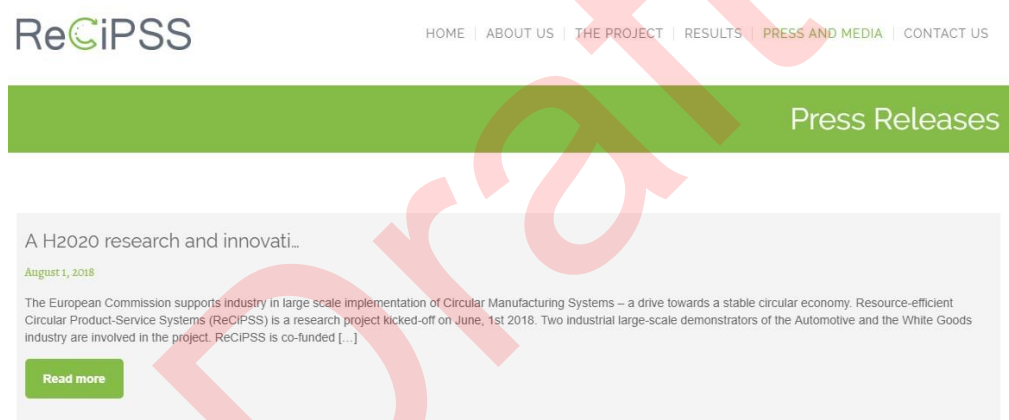 ReCiPSS
HOME | ABOUT US | THE PROJECT | RESULTS | PRESS AND MEDIA | CONTACT US
Press Releases
A H2020 research and innovati...
August 1, 2018
The European Commission supports industry in large scale implementation of Circular Manufacturing Systems – a drive towards a stable circular economy. Resource-efficient
Circular Product-Service Systems (ReCiPSS) is a research project kicked-off on June, 1st 2018. Two industrial large-scale demonstrators of the Automotive and the White Goods
industry are involved in the project. ReCiPSS is co-funded [...]
Read more
Draft